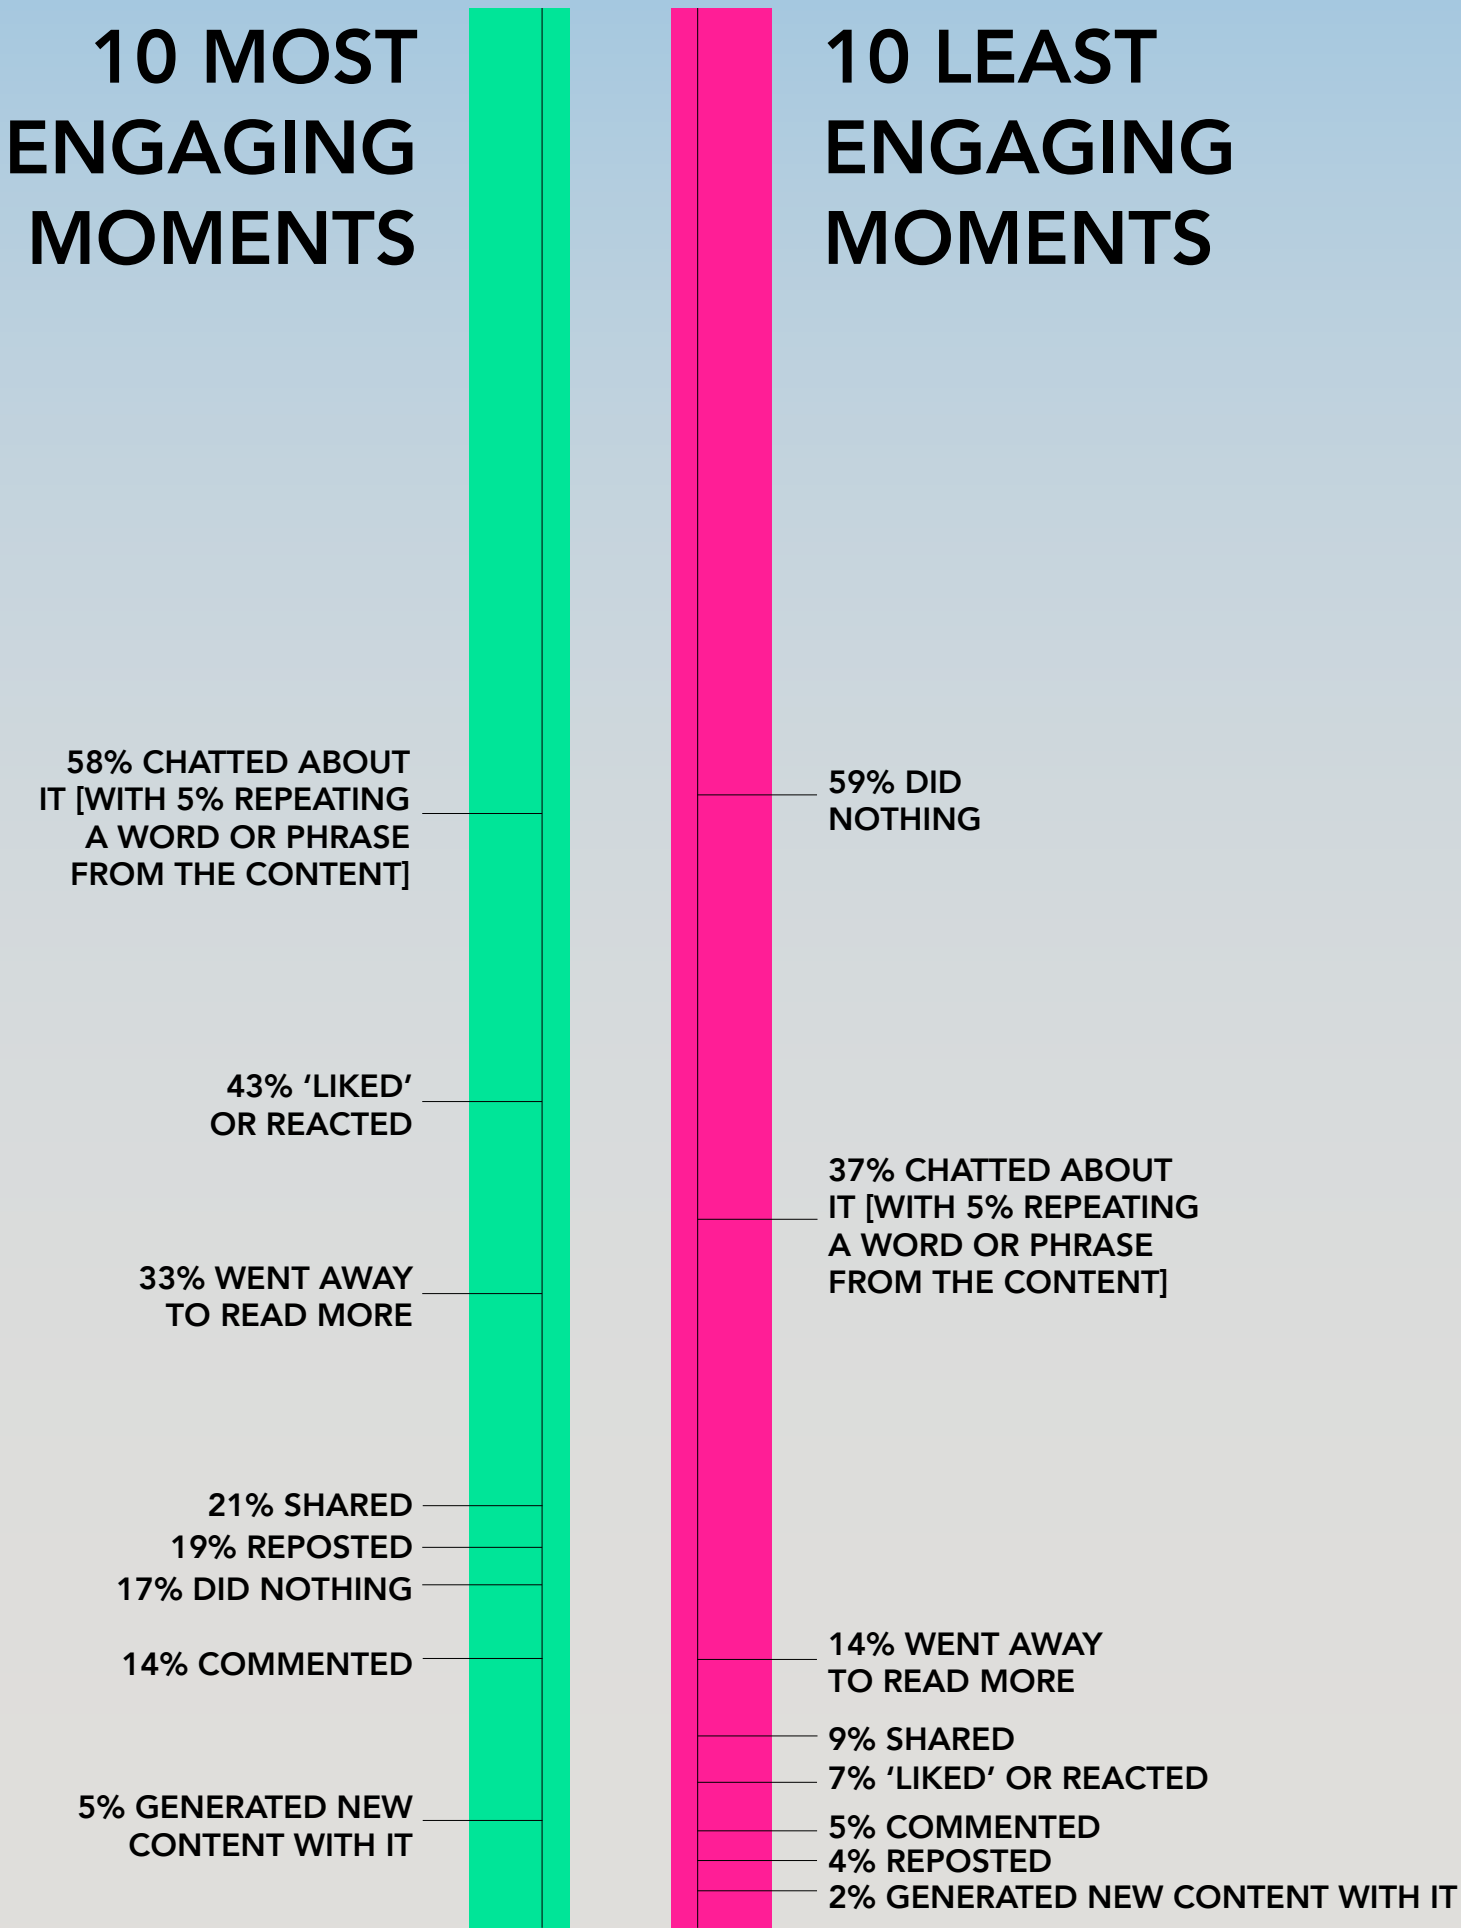 10 MOST
ENGAGING
MOMENTS
58% CHATTED ABOUT
IT [WITH 5% REPEATING
A WORD OR PHRASE
FROM THE CONTENT]
43% ‘LIKED’
OR REACTED
33% WENT AWAY
TO READ MORE
21% SHARED
19% REPOSTED
17% DID NOTHING
14% COMMENTED
5% GENERATED NEW
CONTENT WITH IT
10 LEAST
ENGAGING
MOMENTS
59% DID
NOTHING
37% CHATTED ABOUT
IT [WITH 5% REPEATING
A WORD OR PHRASE
FROM THE CONTENT]
14% WENT AWAY
TO READ MORE
9% SHARED
7% ‘LIKED’ OR REACTED
5% COMMENTED
4% REPOSTED
2% GENERATED NEW CONTENT WITH IT